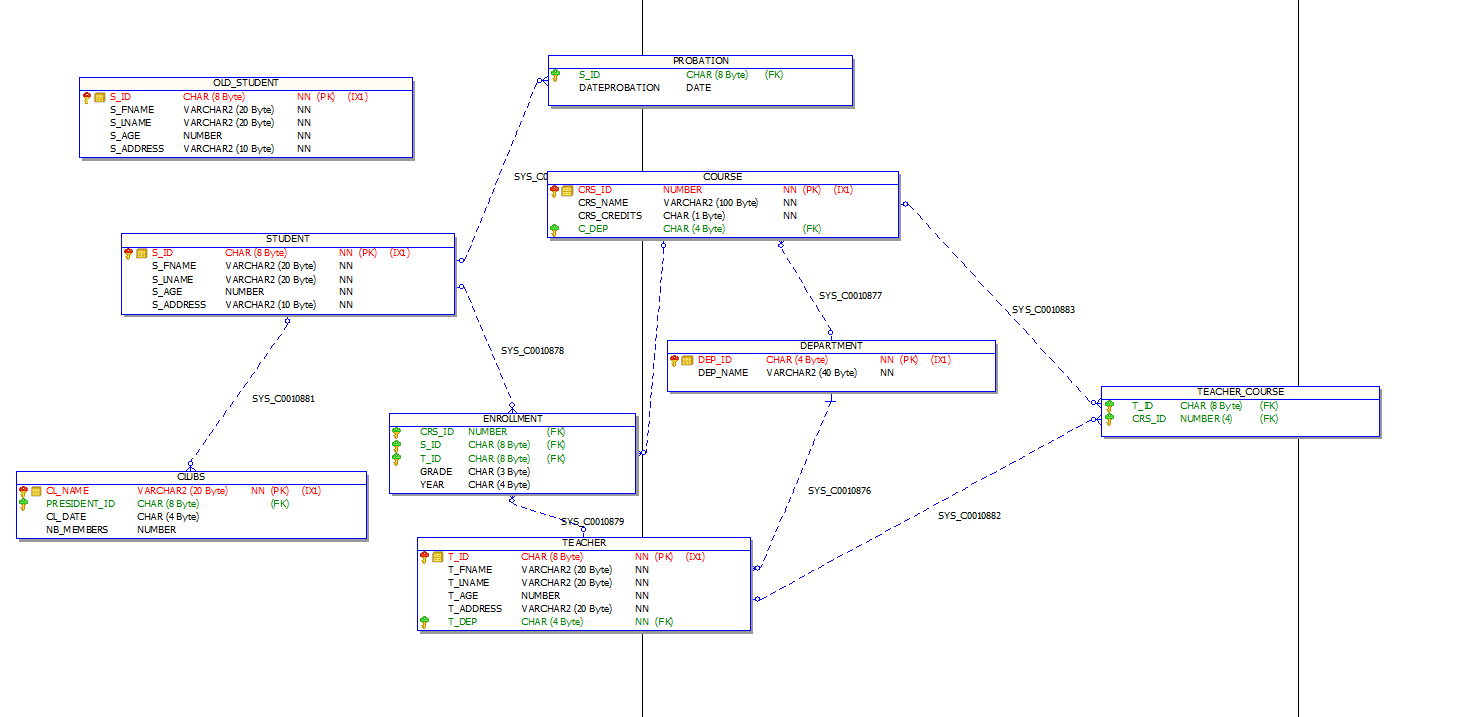 PROBATION
S_ID CHAR (8 Byte) (FK)
DATEPROBATION DATE
OLD_STUDENT
S_ID CHAR (8 Byte) NN (PK) (IX1)
S_FNAME VARCHAR2 (20 Byte) NN
S_LNAME VARCHAR2 (20 Byte) NN
S_AGE NUMBER NN
S_ADDRESS VARCHAR2 (10 Byte) NN
SYS_C0
COURSE
CRS_ID NUMBER NN (PK) (IX1)
CRS_NAME VARCHAR2 (100 Byte) NN
CRS_CREDITS CHAR (1 Byte) NN
C_DEP CHAR (4 Byte) (FK)
STUDENT
S_ID CHAR (8 Byte) NN (PK) (IX1)
S_FNAME VARCHAR2 (20 Byte) NN
S_LNAME VARCHAR2 (20 Byte) NN
S_AGE NUMBER NN
S_ADDRESS VARCHAR2 (10 Byte) NN
SYS_C0010877
SYS_C0010883
SYS_C0010878
DEPARTMENT
DEP_ID CHAR (4 Byte) NN (PK) (IX1)
DEP_NAME VARCHAR2 (40 Byte) NN
SYS_C0010881
TEACHER_COURSE
T_ID CHAR (8 Byte) (FK)
CRS_ID NUMBER (4) (FK)
ENROLLMENT
CRS_ID NUMBER (FK)
S_ID CHAR (8 Byte) (FK)
T_ID CHAR (8 Byte) (FK)
GRADE CHAR (3 Byte)
YEAR CHAR (4 Byte)
CLUBS
CL_NAME VARCHAR2 (20 Byte) NN (PK) (IX1)
PRESIDENT_ID CHAR (8 Byte) (FK)
CL_DATE CHAR (4 Byte)
NB_MEMBERS NUMBER
SYS_C0010876
SYS_C0010882
SYS_C0010879
TEACHER
T_ID CHAR (8 Byte) NN (PK) (IX1)
T_FNAME VARCHAR2 (20 Byte) NN
T_LNAME VARCHAR2 (20 Byte) NN
T_AGE NUMBER NN
T_ADDRESS VARCHAR2 (20 Byte) NN
T_DEP CHAR (4 Byte) NN (FK)